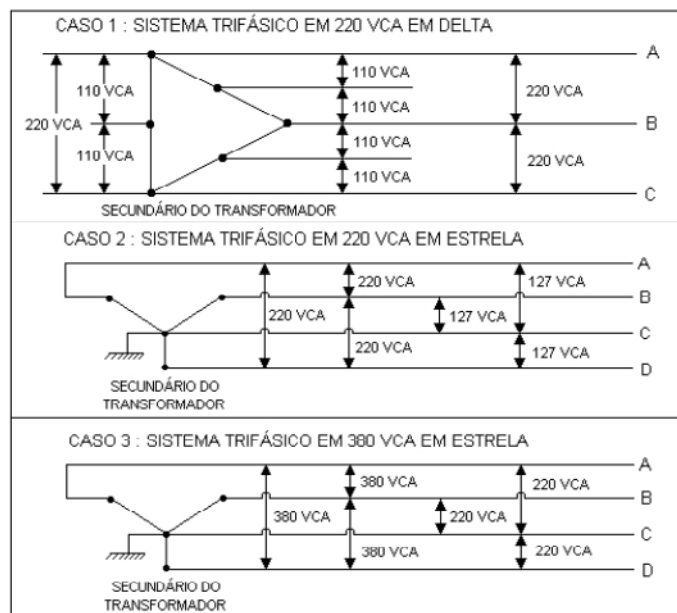 CASO 1 : SISTEMA TRIFÁSICO EM 220 VCA EM DELTA
A
110 VCA
110 VCA
220 VCA
110 VCA
B
220 VCA
110 VCA
110 VCA
220 VCA
110 VCA
C
SECUNDÁRIO DO TRANSFORMADOR
CASO 2 : SISTEMA TRIFÁSICO EM 220 VCA EM ESTRELA
A
220 VCA
127 VCA
B
220 VCA
127 VCA
C
220 VCA
127 VCA
D
SECUNDÁRIO DO
TRANSFORMADOR
CASO 3 : SISTEMA TRIFÁSICO EM 380 VCA EM ESTRELA
A
380 VCA
220 VCA
B
380 VCA
220 VCA
C
380 VCA
220 VCA
D
SECUNDÁRIO DO
TRANSFORMADOR